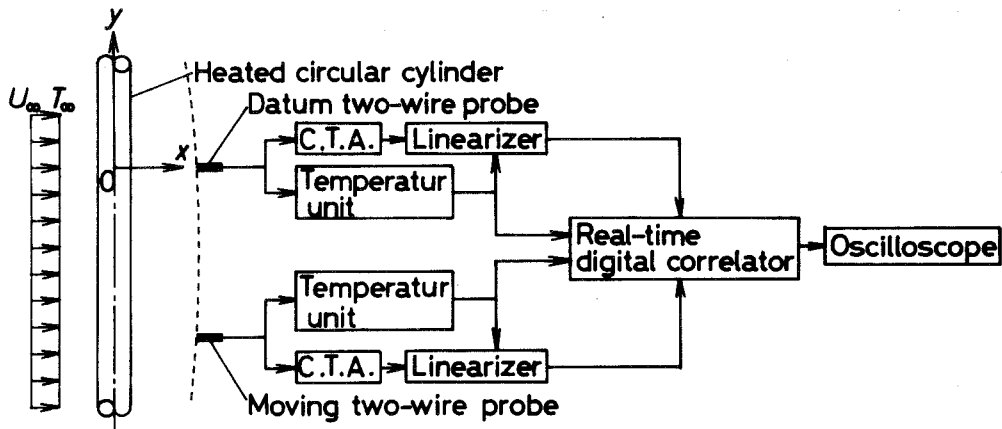 y
Heated circular cylinder
U∞ T∞
Datum two-wire probe
C.T.A.
Linearizer
x
O
Temperatur
unit
Real-time
digital correlator
Oscilloscope
Temperatur
unit
C.T.A.
Linearizer
Moving two-wire probe